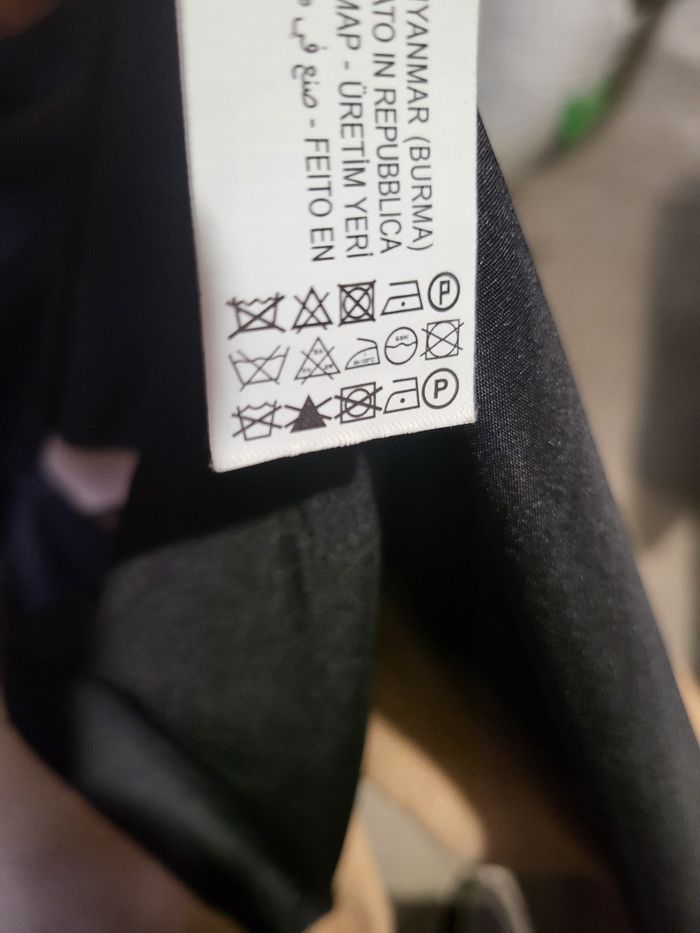 YANMAR (BURMA)
ATO IN REPUBBLICA
MAP - ÜRETİM YERİ
صنع في - FEITO EN
P
P